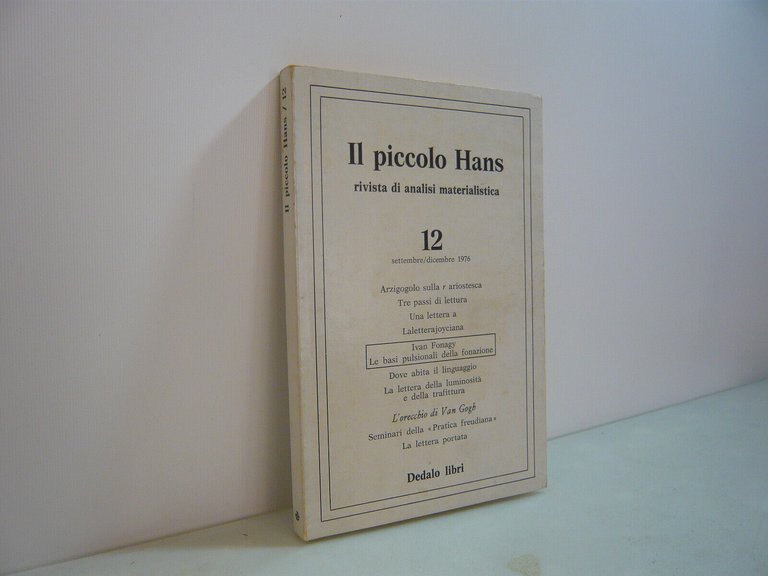 Il piccolo Hans / 12
Il piccolo Hans
rivista di analisi materialistica
12
settembre/dicembre 1976
Arzigogolo sulla r ariostesca
Tre passi di lettura
Una lettera a
Laletterajoyciana
Ivan Fonagy
Le basi pulsionali della fonazione
Dove abita il linguaggio
La lettera della luminosità
e della trafittura
L'orecchio di Van Gogh
Seminari della «Pratica freudiana»
La lettera portata
Dedalo libri